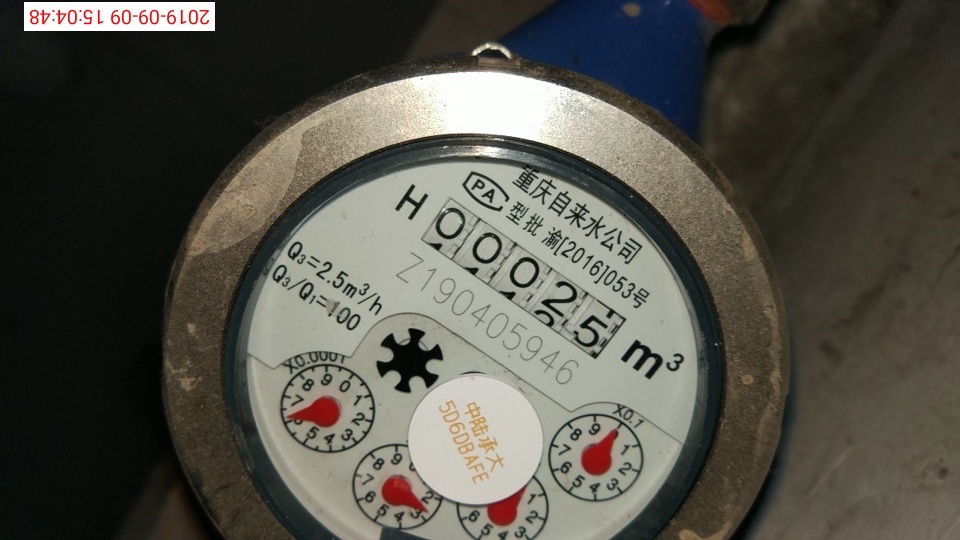 2019-09-09 15:04:48
重庆自来水公司
PA
型批 渝[2016]053号
H
00025
m³
Z190405946
Q₃=2.5m³/h
Q₃/Q₁=100
X0.0001
X0.1
中陆承大
5D6DBAFE